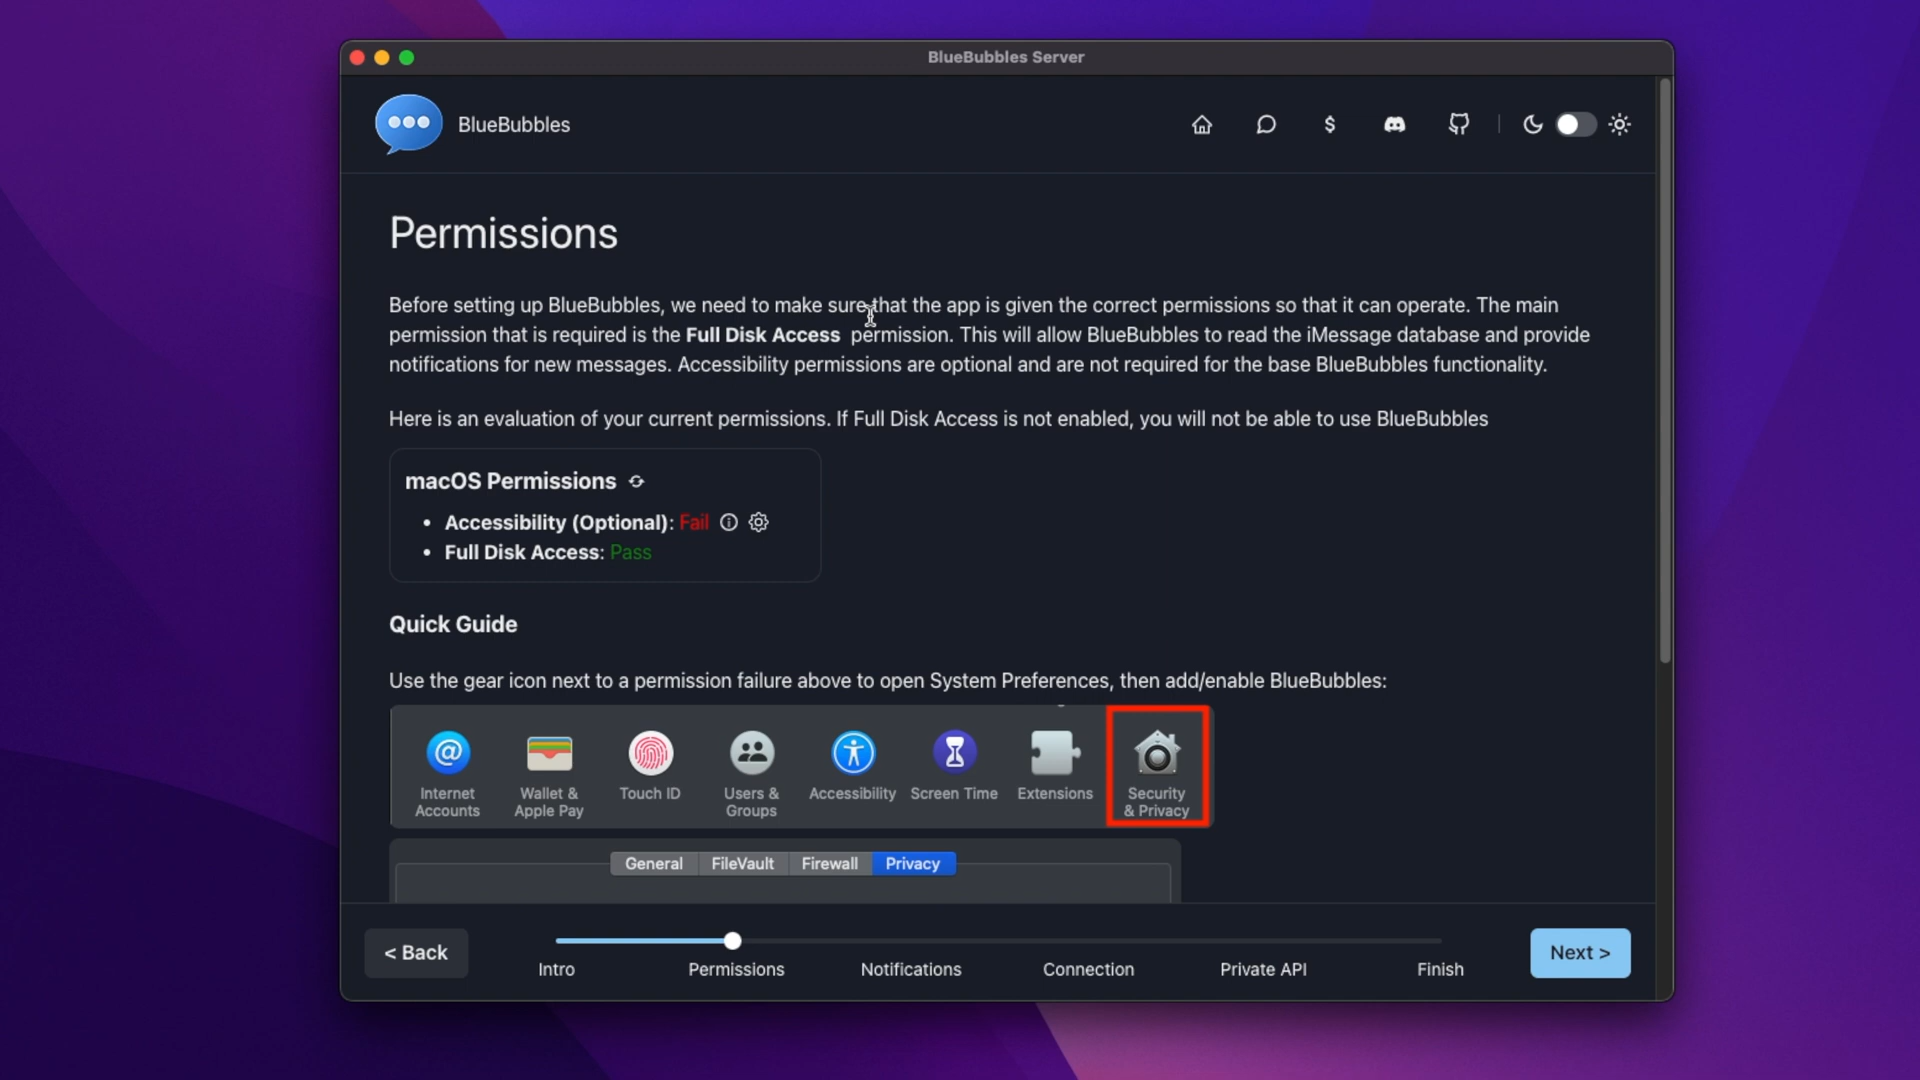 BlueBubbles Server
BlueBubbles
Permissions
Before setting up BlueBubbles, we need to make sure that the app is given the correct permissions so that it can operate. The main
permission that is required is the Full Disk Access permission. This will allow BlueBubbles to read the iMessage database and provide
notifications for new messages. Accessibility permissions are optional and are not required for the base BlueBubbles functionality.
Here is an evaluation of your current permissions. If Full Disk Access is not enabled, you will not be able to use BlueBubbles
macOS Permissions
• Accessibility (Optional): Fail
• Full Disk Access: Pass
Quick Guide
Use the gear icon next to a permission failure above to open System Preferences, then add/enable BlueBubbles:
Internet Accounts
Wallet & Apple Pay
Touch ID
Users & Groups
Accessibility
Screen Time
Extensions
Security & Privacy
General FileVault Firewall Privacy
< Back
Intro Permissions Notifications Connection Private API Finish
Next >